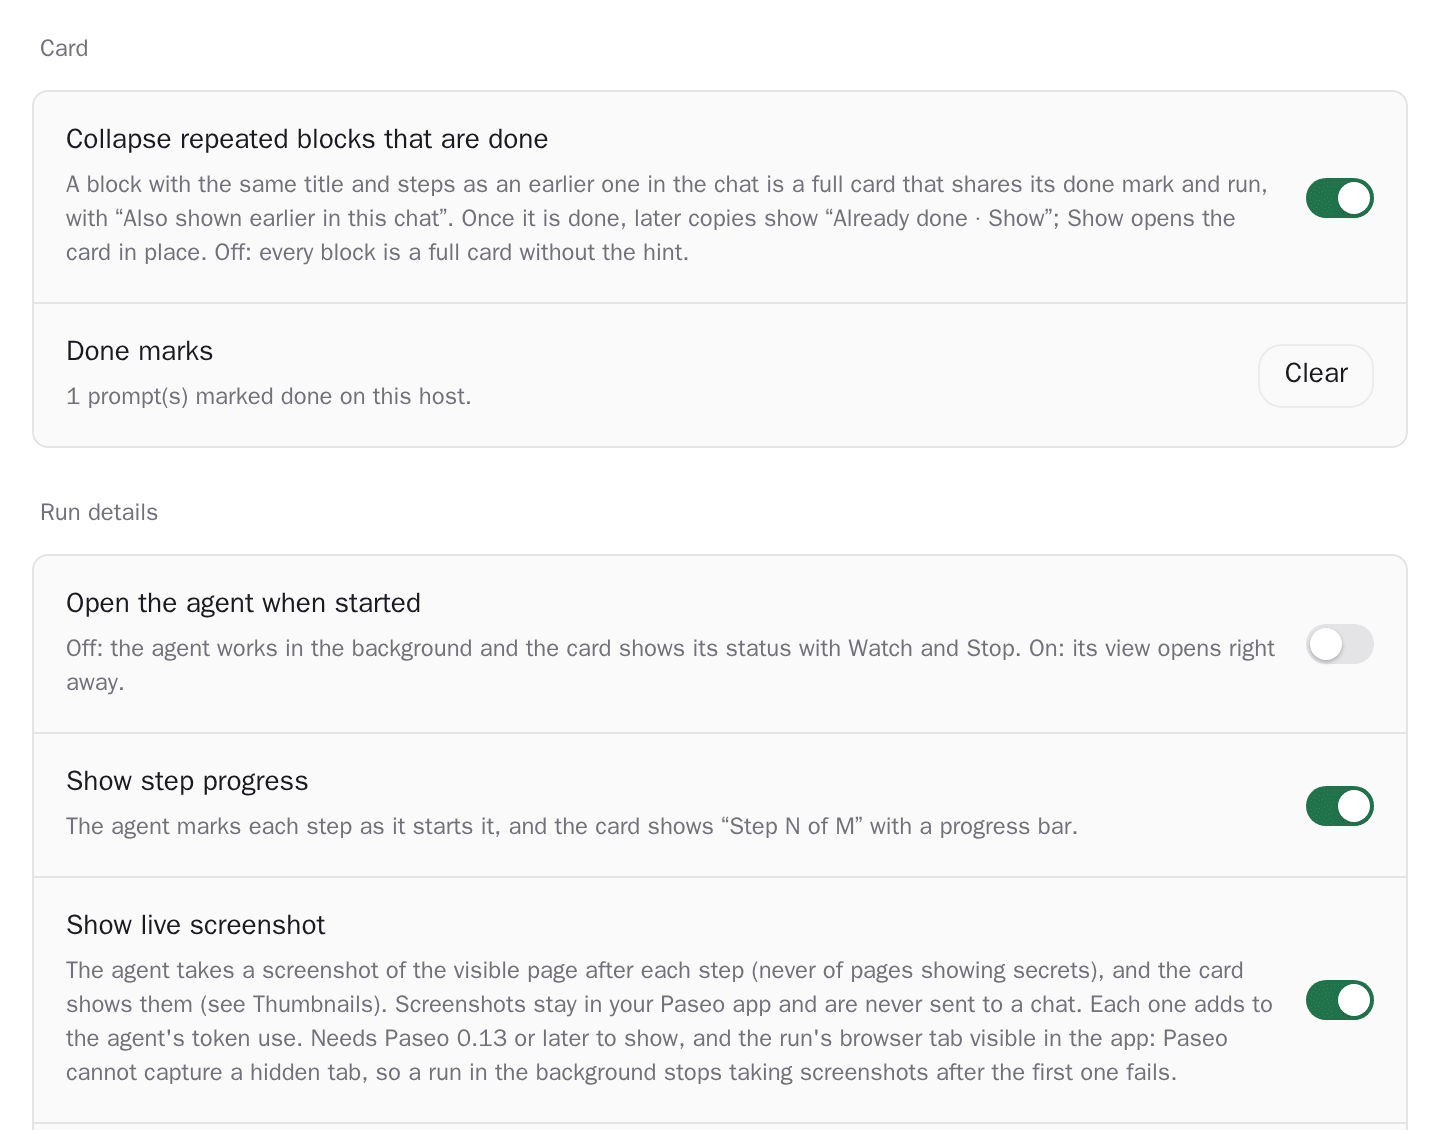 Card
Collapse repeated blocks that are done
A block with the same title and steps as an earlier one in the chat is a full card that shares its done mark and run,
with “Also shown earlier in this chat”. Once it is done, later copies show “Already done · Show”; Show opens the
card in place. Off: every block is a full card without the hint.
Done marks
1 prompt(s) marked done on this host.
Clear
Run details
Open the agent when started
Off: the agent works in the background and the card shows its status with Watch and Stop. On: its view opens right
away.
Show step progress
The agent marks each step as it starts it, and the card shows “Step N of M” with a progress bar.
Show live screenshot
The agent takes a screenshot of the visible page after each step (never of pages showing secrets), and the card
shows them (see Thumbnails). Screenshots stay in your Paseo app and are never sent to a chat. Each one adds to
the agent's token use. Needs Paseo 0.13 or later to show, and the run's browser tab visible in the app: Paseo
cannot capture a hidden tab, so a run in the background stops taking screenshots after the first one fails.